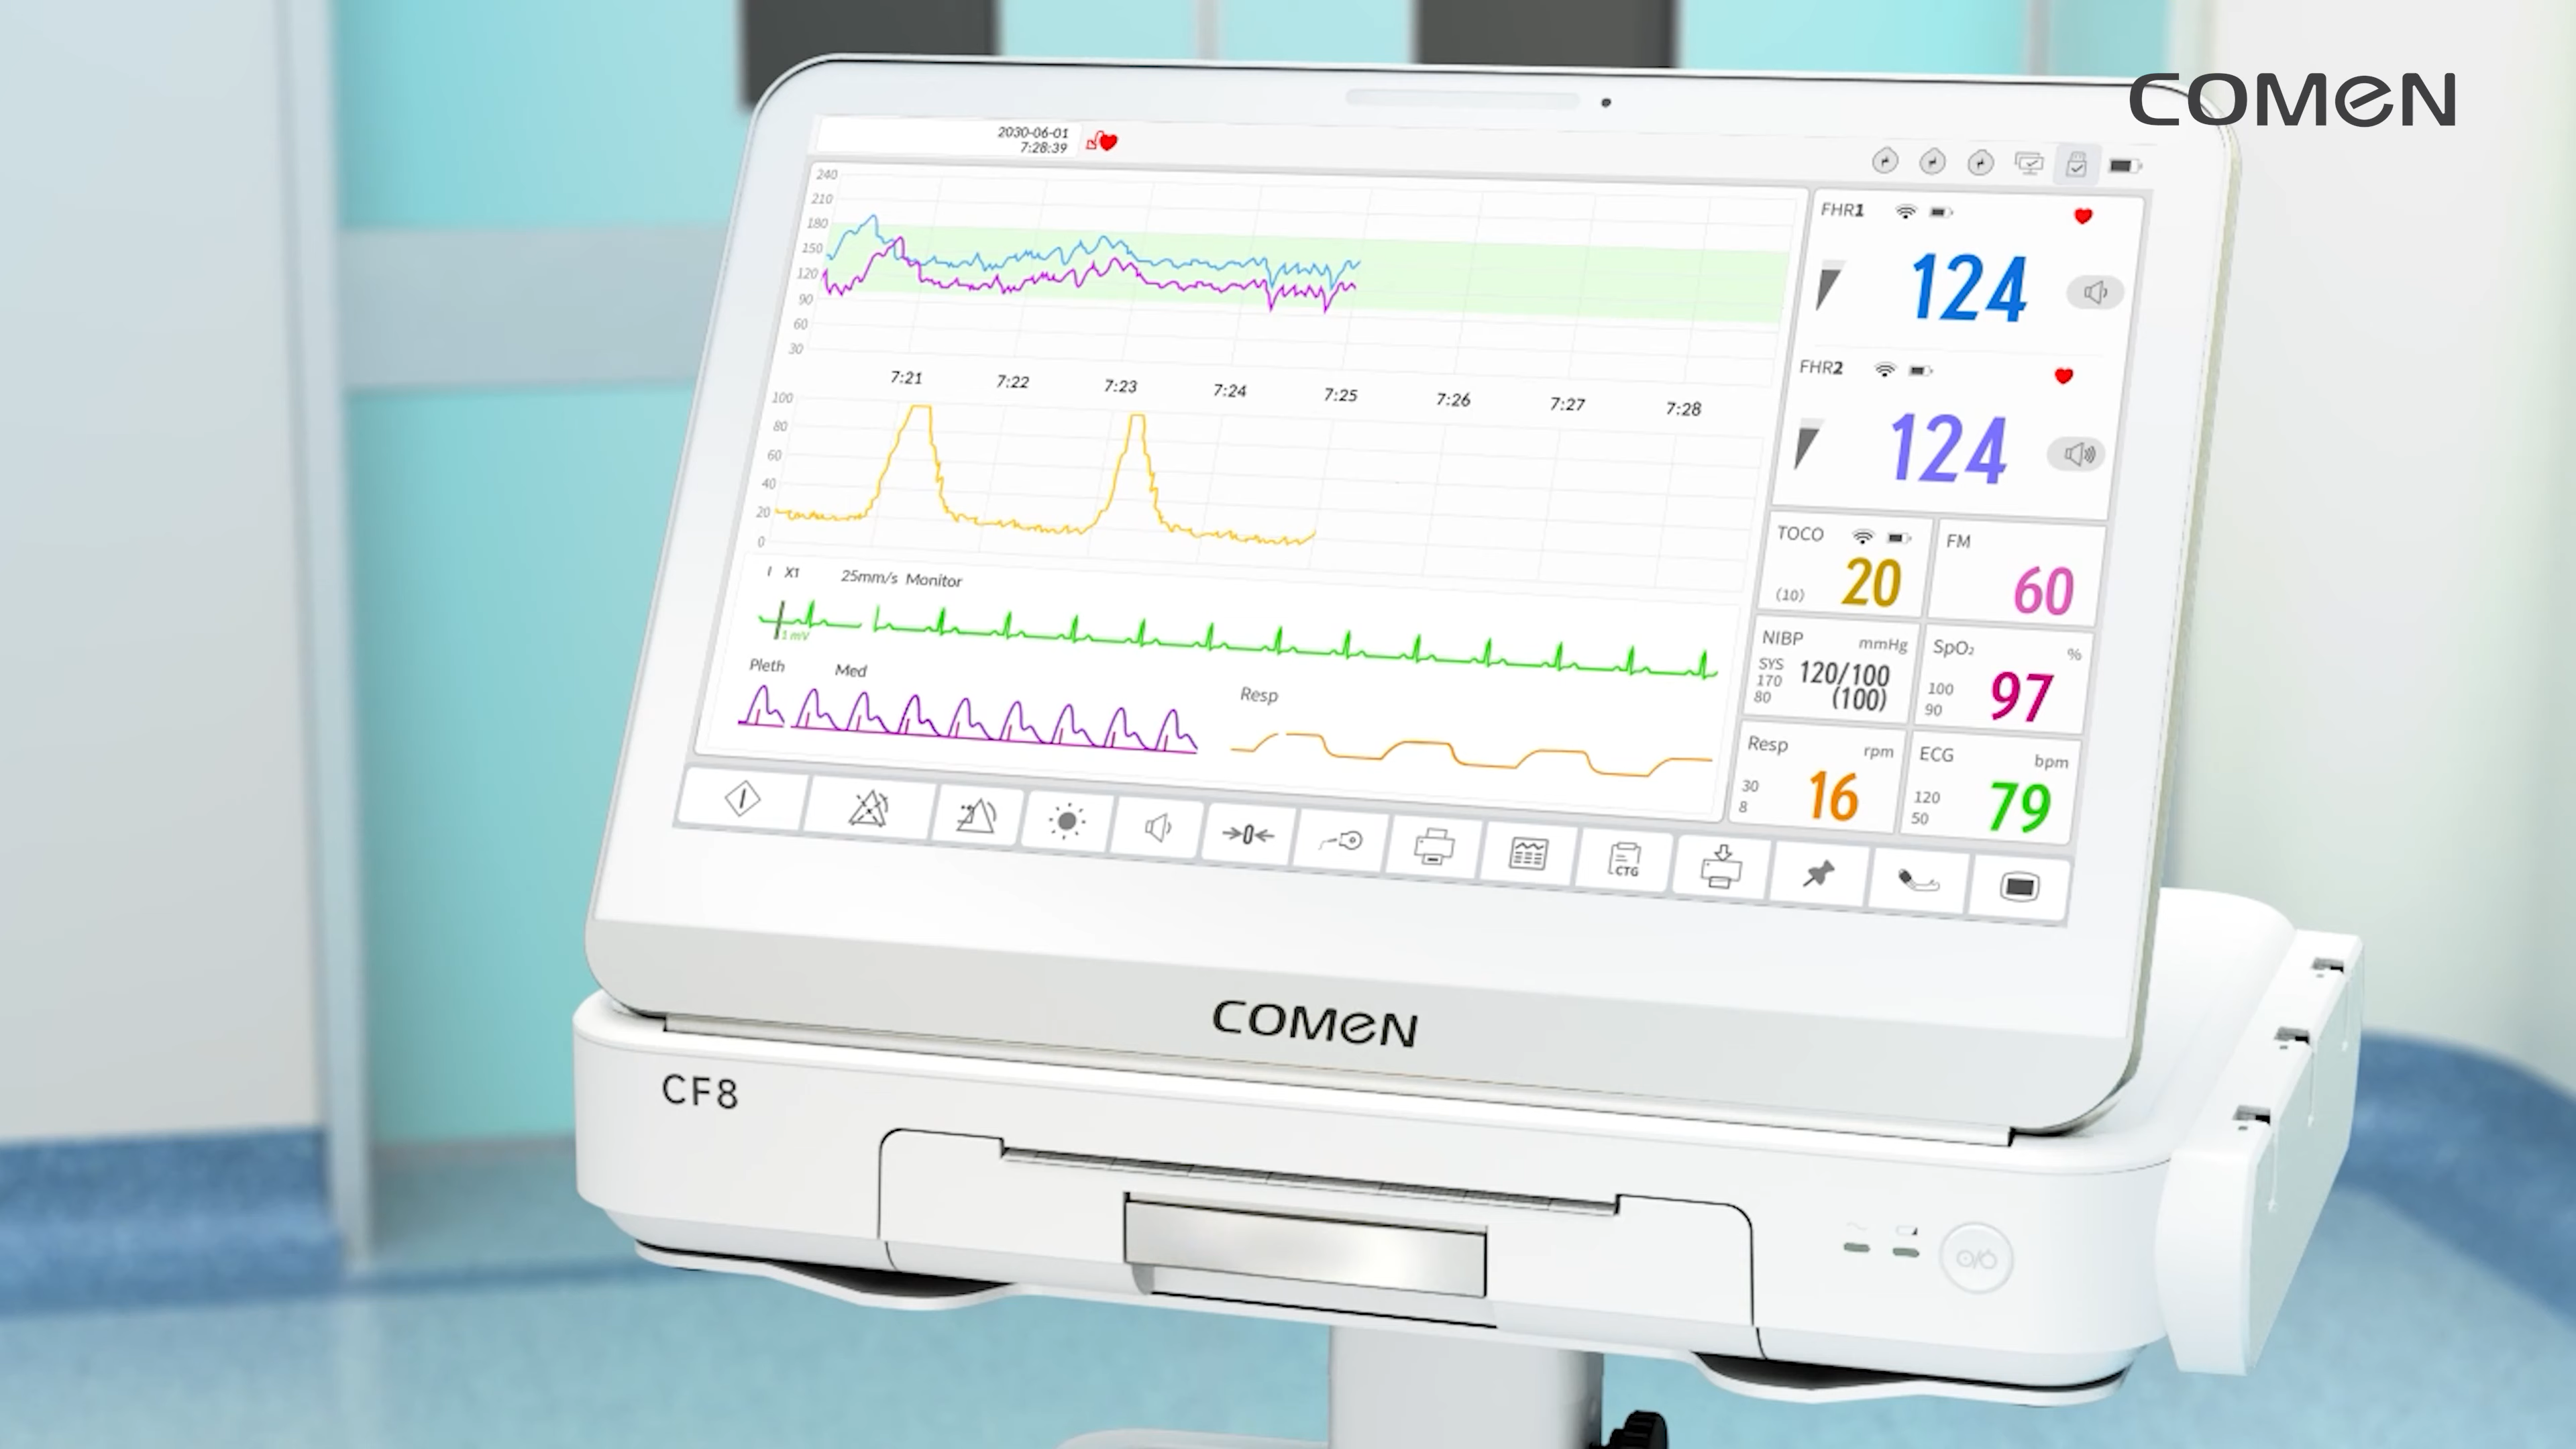 COMEN
2030-06-01
7:28:39
240
210
180
150
120
90
60
30
7:21 7:22 7:23 7:24 7:25 7:26 7:27 7:28
100
80
60
40
20
0
I X1 25mm/s Monitor
1 mV
Pleth Med
Resp
FHR1
124
FHR2
124
TOCO
20
(10)
FM
60
NIBP mmHg
SYS
170
80
120/100
(100)
SpO₂ %
100
90
97
Resp rpm
30
8
16
ECG bpm
120
50
79
→0←
CTG
COMEN
CF8